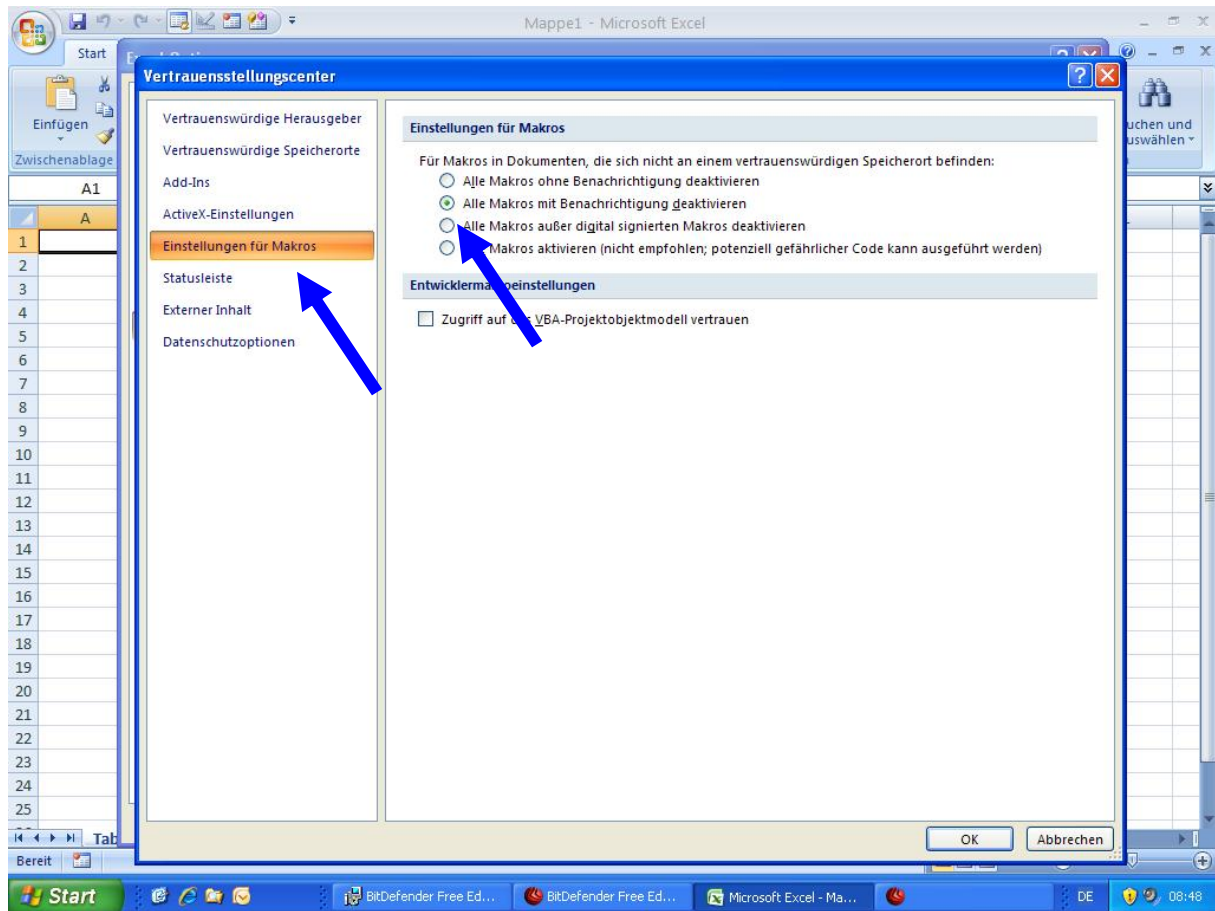 Mappe1 - Microsoft Excel
Start
Vertrauensstellungscenter
Einfügen
Zwischenablage
uchen und
uswählen
A1
A
1
2
3
4
5
6
7
8
9
10
11
12
13
14
15
16
17
18
19
20
21
22
23
24
25
Vertrauenswürdige Herausgeber
Vertrauenswürdige Speicherorte
Add-Ins
ActiveX-Einstellungen
Einstellungen für Makros
Statusleiste
Externer Inhalt
Datenschutzoptionen
Einstellungen für Makros
Für Makros in Dokumenten, die sich nicht an einem vertrauenswürdigen Speicherort befinden:
Alle Makros ohne Benachrichtigung deaktivieren
Alle Makros mit Benachrichtigung deaktivieren
Alle Makros außer digital signierten Makros deaktivieren
Makros aktivieren (nicht empfohlen; potenziell gefährlicher Code kann ausgeführt werden)
Entwicklerma oeinstellungen
Zugriff auf VBA-Projektobjektmodell vertrauen
OK
Abbrechen
Tab
Bereit
Start
BitDefender Free Ed...
BitDefender Free Ed...
Microsoft Excel - Ma...
DE
08:48